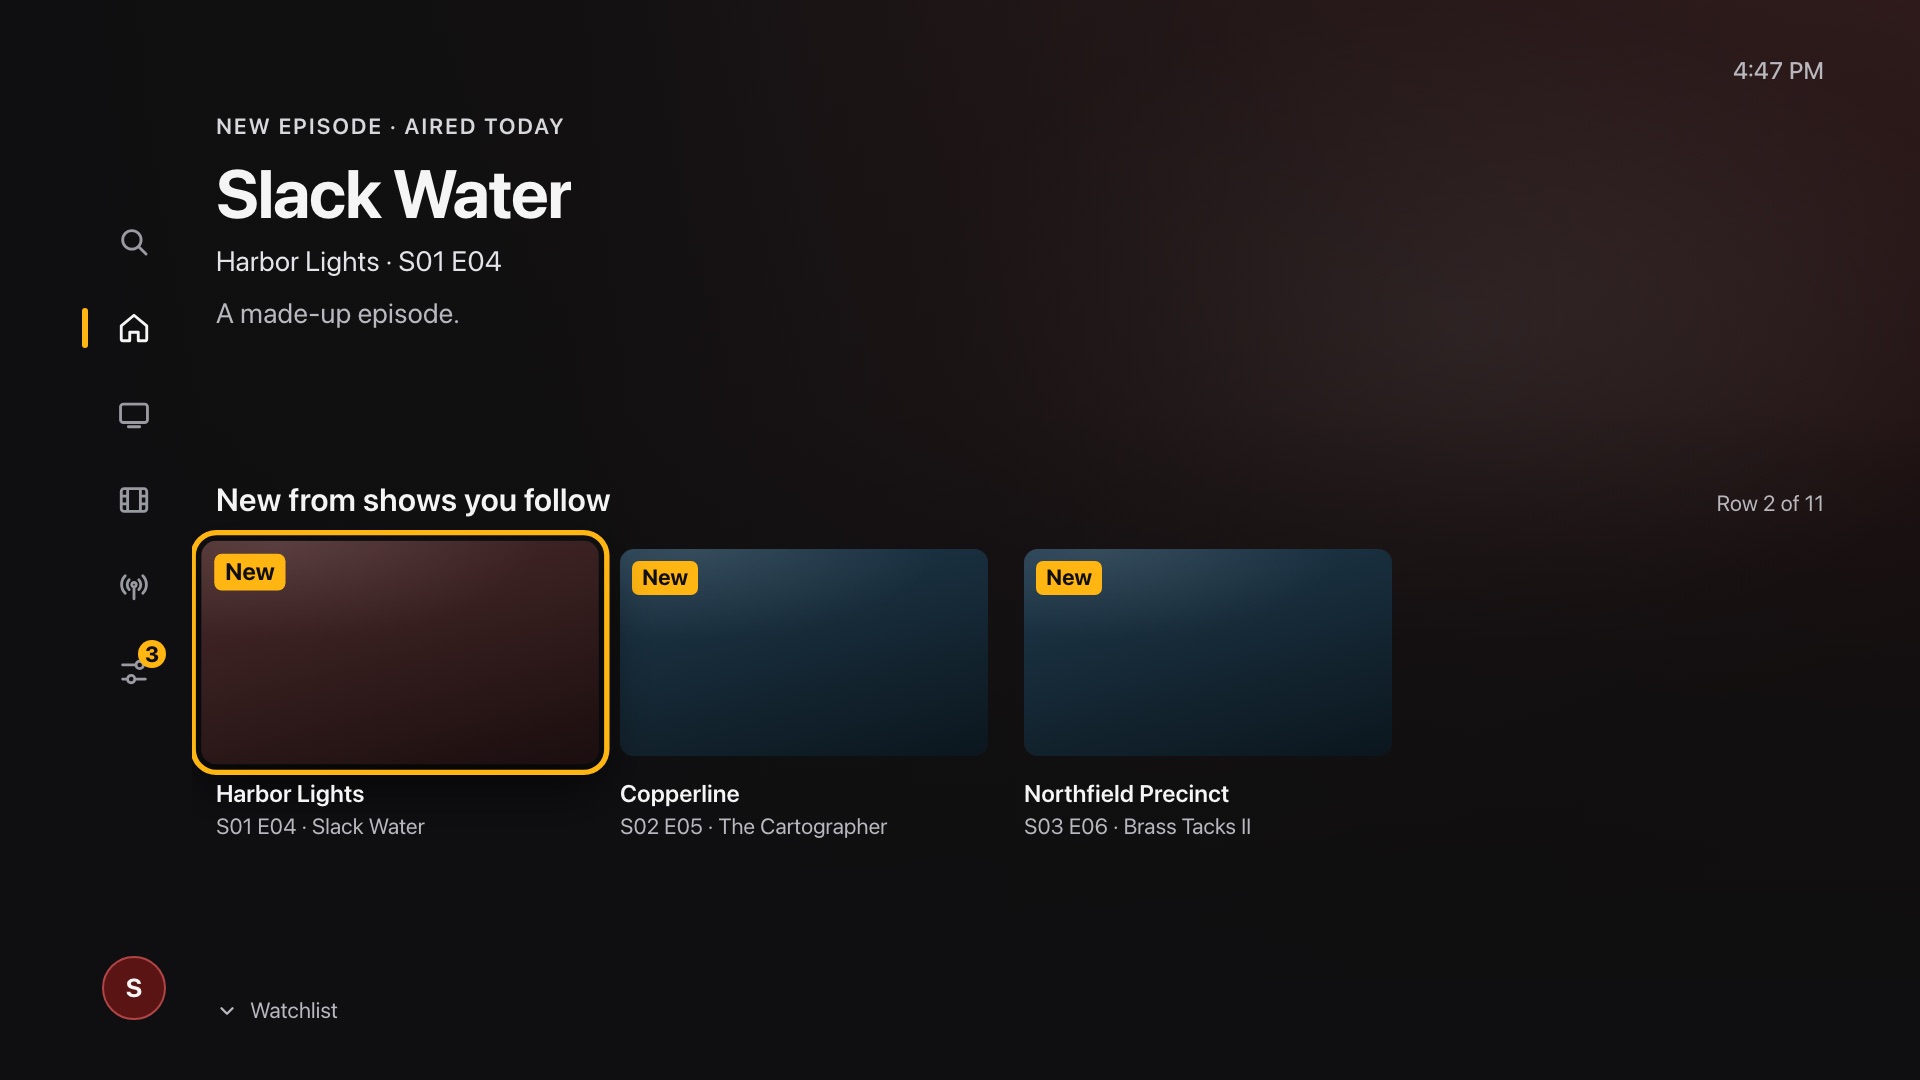 4:47 PM
NEW EPISODE · AIRED TODAY
Slack Water
Harbor Lights · S01 E04
A made-up episode.
New from shows you follow
Row 2 of 11
New
New
New
3
Harbor Lights
S01 E04 · Slack Water
Copperline
S02 E05 · The Cartographer
Northfield Precinct
S03 E06 · Brass Tacks II
S
Watchlist